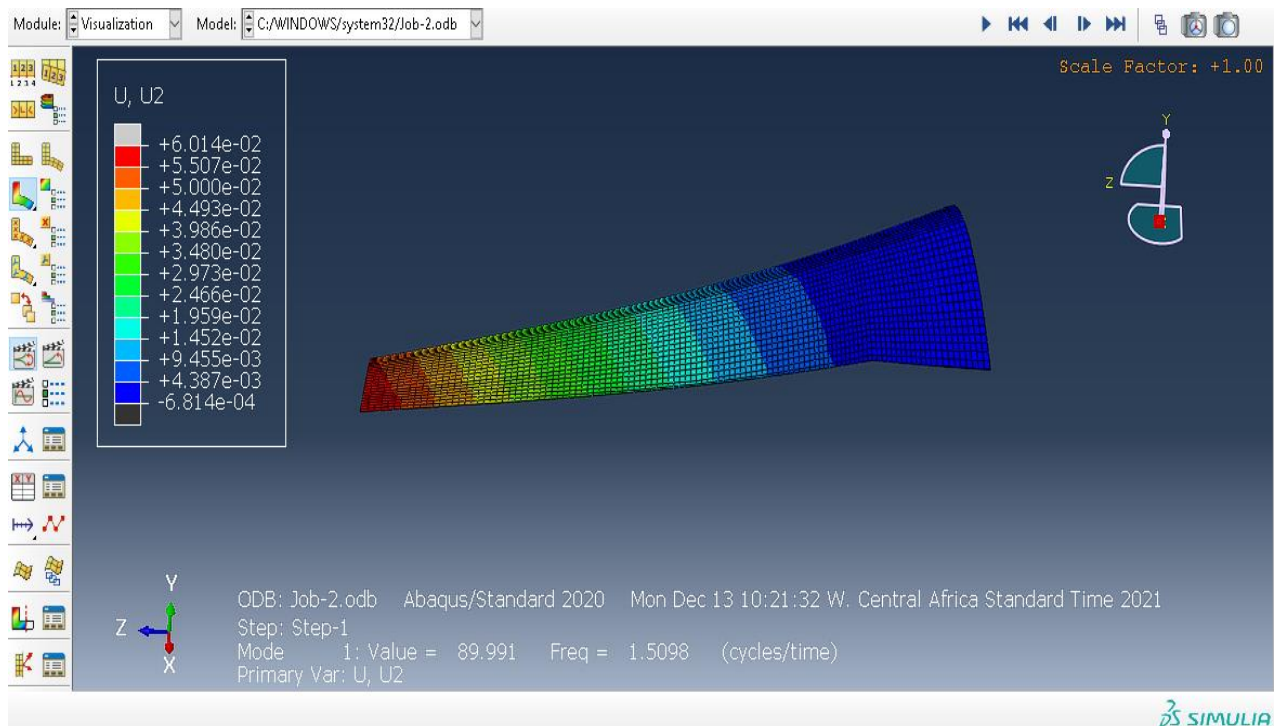 Module: Visualization Model: C:/WINDOWS/system32/Job-2.odb
Scale Factor: +1.00
U, U2
+6.014e-02
+5.507e-02
+5.000e-02
+4.493e-02
+3.986e-02
+3.480e-02
+2.973e-02
+2.466e-02
+1.959e-02
+1.452e-02
+9.455e-03
+4.387e-03
-6.814e-04
Y
Z
Y
Z
X
ODB: Job-2.odb Abaqus/Standard 2020 Mon Dec 13 10:21:32 W. Central Africa Standard Time 2021
Step: Step-1
Mode 1: Value = 89.991 Freq = 1.5098 (cycles/time)
Primary Var: U, U2
SIMULIA